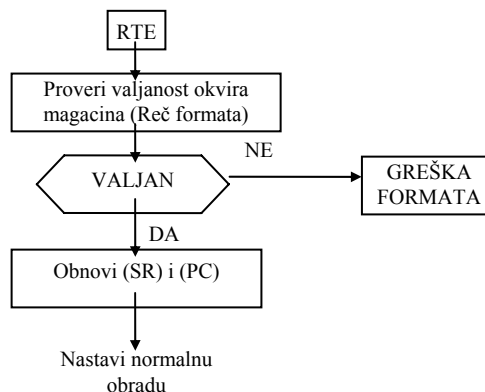 RTE
Proveri valjanost okvira
magacina (Reč formata)
NE
VALJAN
GREŠKA
FORMATA
DA
Obnovi (SR) i (PC)
Nastavi normalnu
obradu